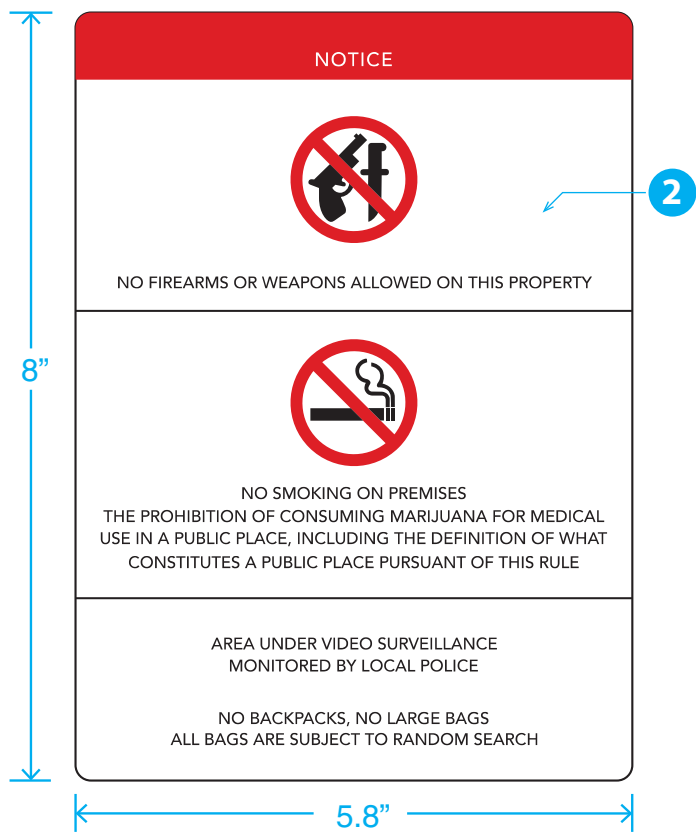 NOTICE
2
NO FIREARMS OR WEAPONS ALLOWED ON THIS PROPERTY
8”
NO SMOKING ON PREMISES
THE PROHIBITION OF CONSUMING MARIJUANA FOR MEDICAL
USE IN A PUBLIC PLACE, INCLUDING THE DEFINITION OF WHAT
CONSTITUTES A PUBLIC PLACE PURSUANT OF THIS RULE
AREA UNDER VIDEO SURVEILLANCE
MONITORED BY LOCAL POLICE
NO BACKPACKS, NO LARGE BAGS
ALL BAGS ARE SUBJECT TO RANDOM SEARCH
5.8”